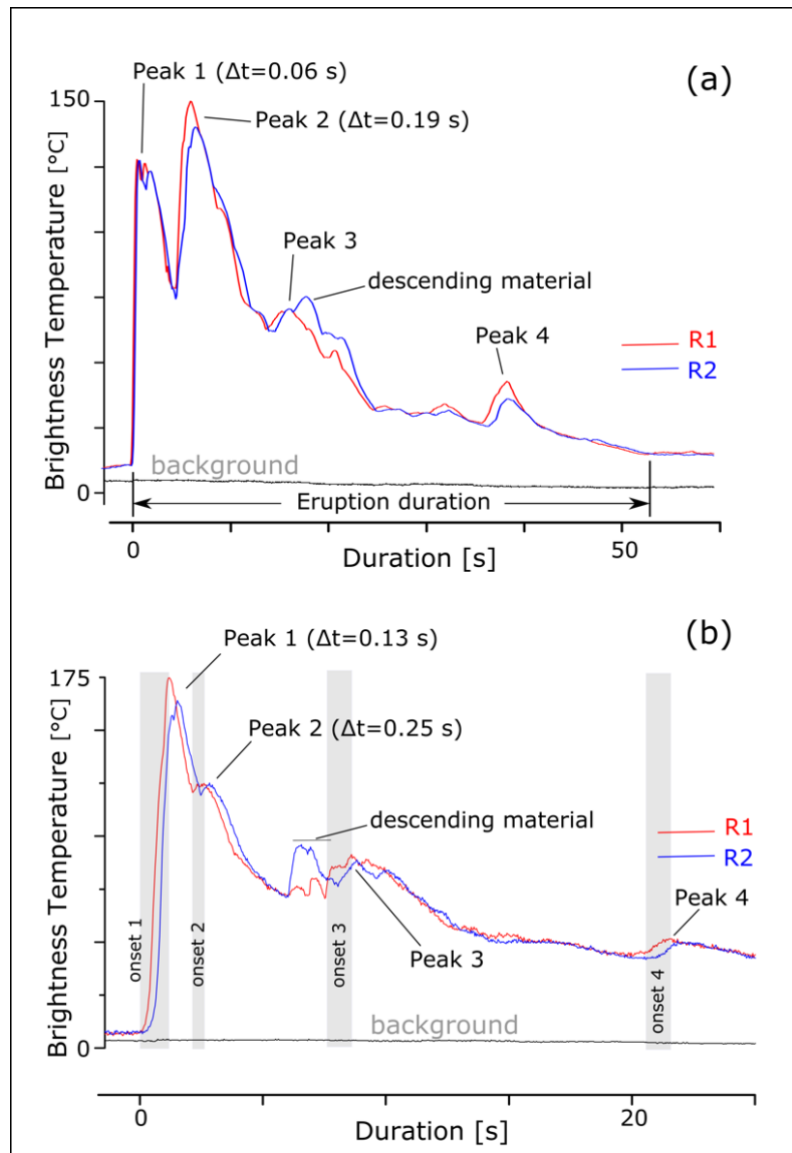 (a)
Peak 1 (Δt=0.06 s)
150
Peak 2 (Δt=0.19 s)
Peak 3
descending material
Peak 4
R1
R2
Brightness Temperature [°C]
background
0
Eruption duration
0
50
Duration [s]
(b)
Peak 1 (Δt=0.13 s)
175
Peak 2 (Δt=0.25 s)
descending material
R1
R2
Brightness Temperature [°C]
onset 1
onset 2
onset 3
onset 4
Peak 3
Peak 4
background
0
0
20
Duration [s]